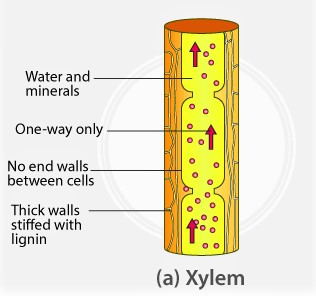 Water and
minerals
One-way only
No end walls
between cells
Thick walls
stiffed with
lignin
(a) Xylem